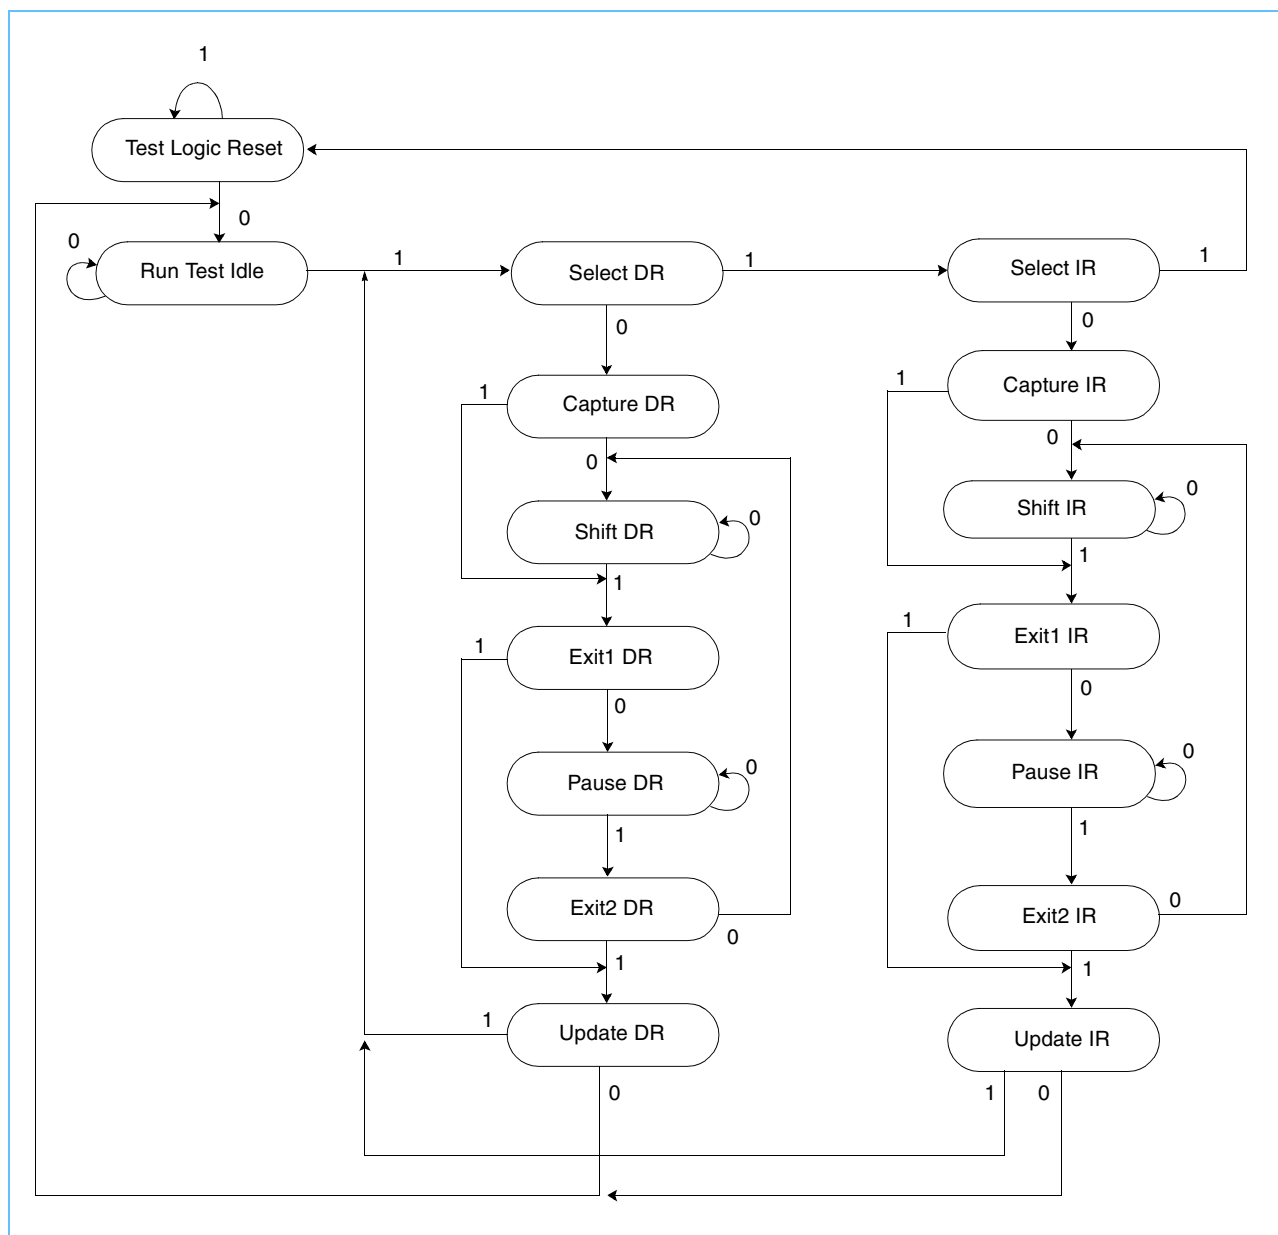 1
Test Logic Reset
0
0
Run Test Idle
1
Select DR
1
Select IR
1
0
0
1
Capture DR
1
Capture IR
0
0
Shift DR
0
Shift IR
0
1
1
1
Exit1 DR
1
Exit1 IR
0
0
Pause DR
0
Pause IR
0
1
1
Exit2 DR
0
Exit2 IR
0
1
1
1
Update DR
Update IR
0
1
0